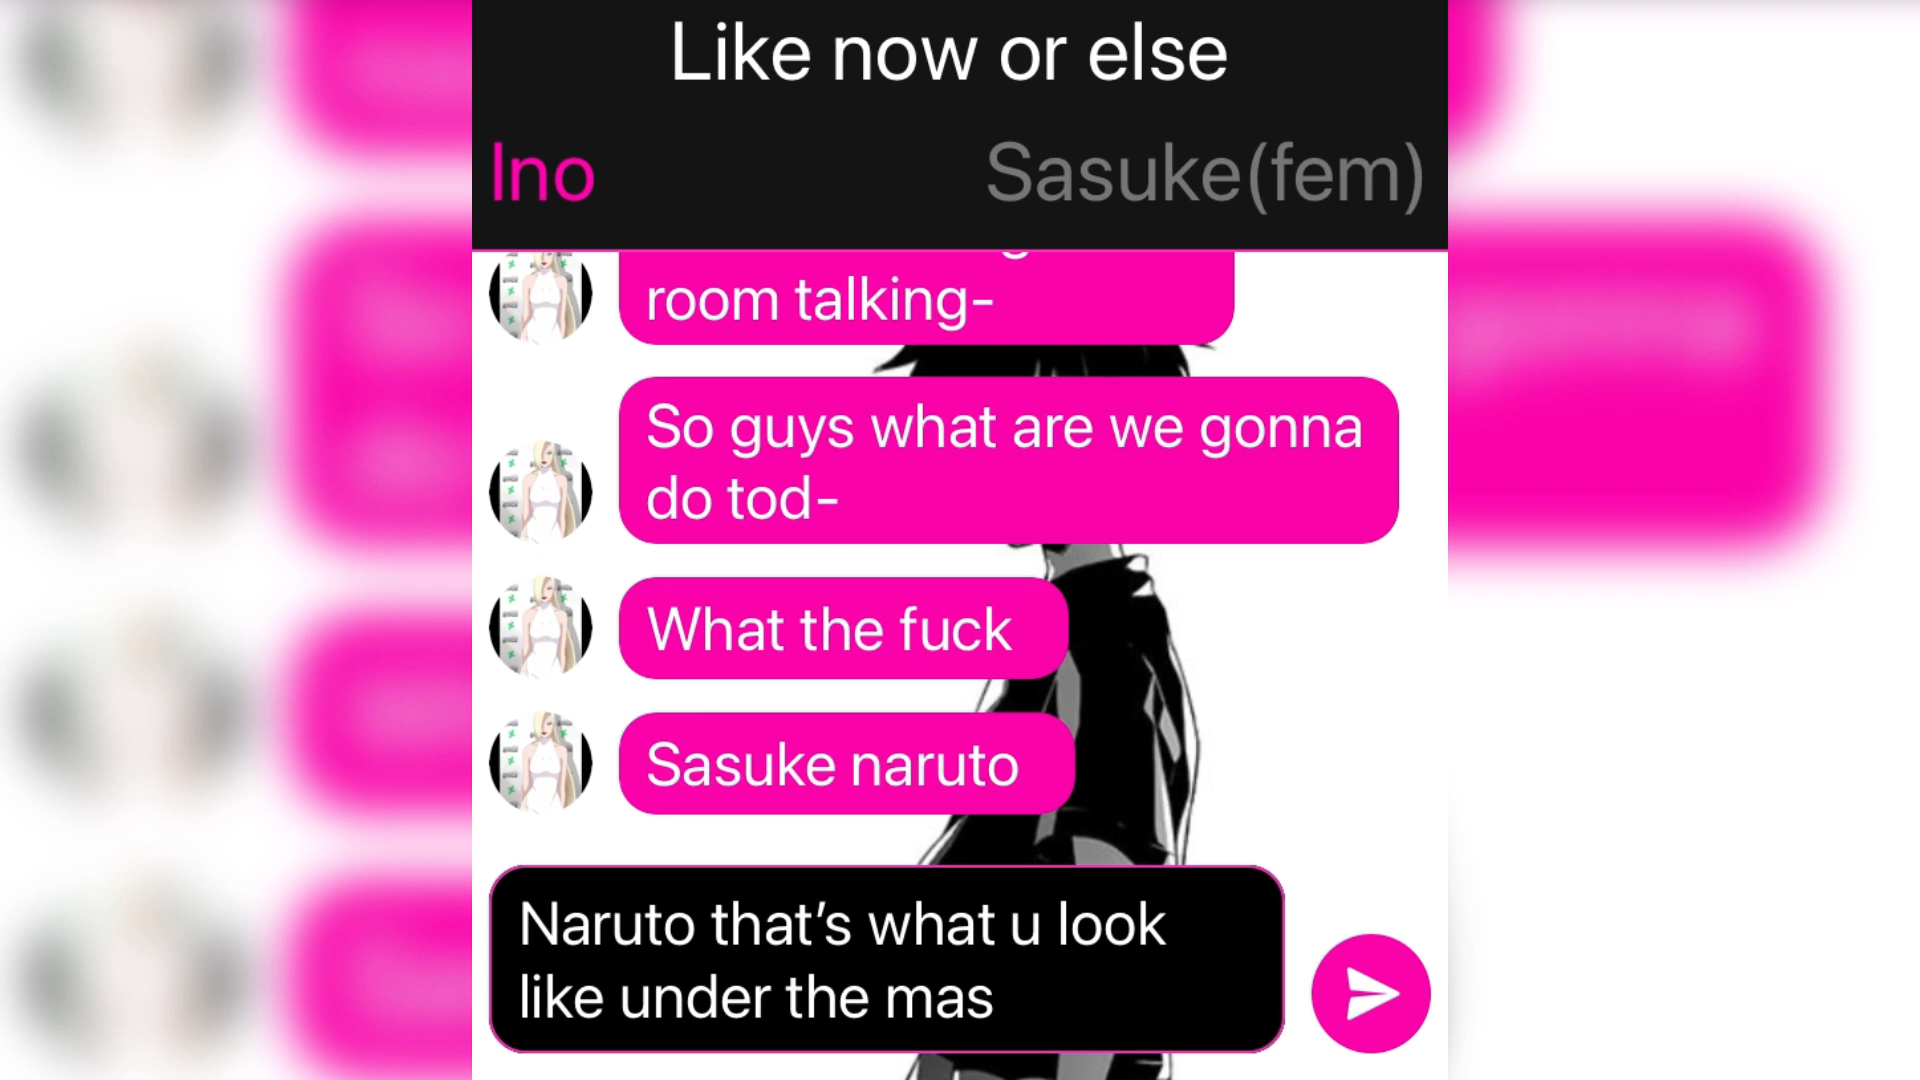 Like now or else
Ino
Sasuke(fem)
room talking-
So guys what are we gonna
do tod-
What the fuck
Sasuke naruto
Naruto that’s what u look
like under the mas